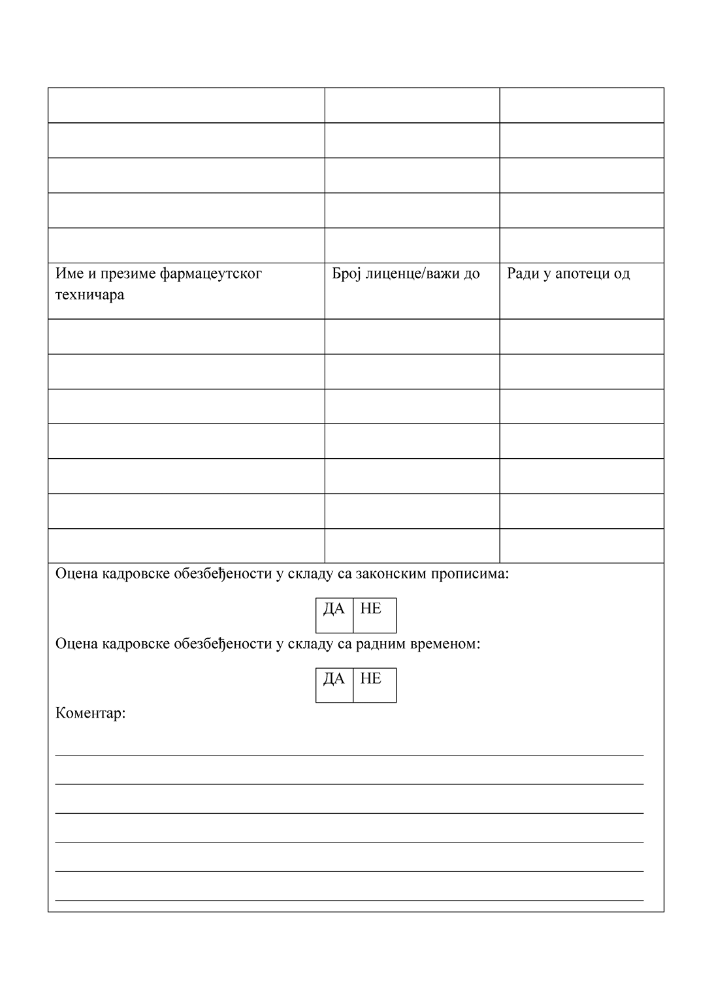 Име и презиме фармацеутског
техничара
Број лиценце/важи до
Ради у апотеци од
Оцена кадровске обезбеђености у складу са законским прописима:
ДА НЕ
Оцена кадровске обезбеђености у складу са радним временом:
ДА НЕ
Коментар: